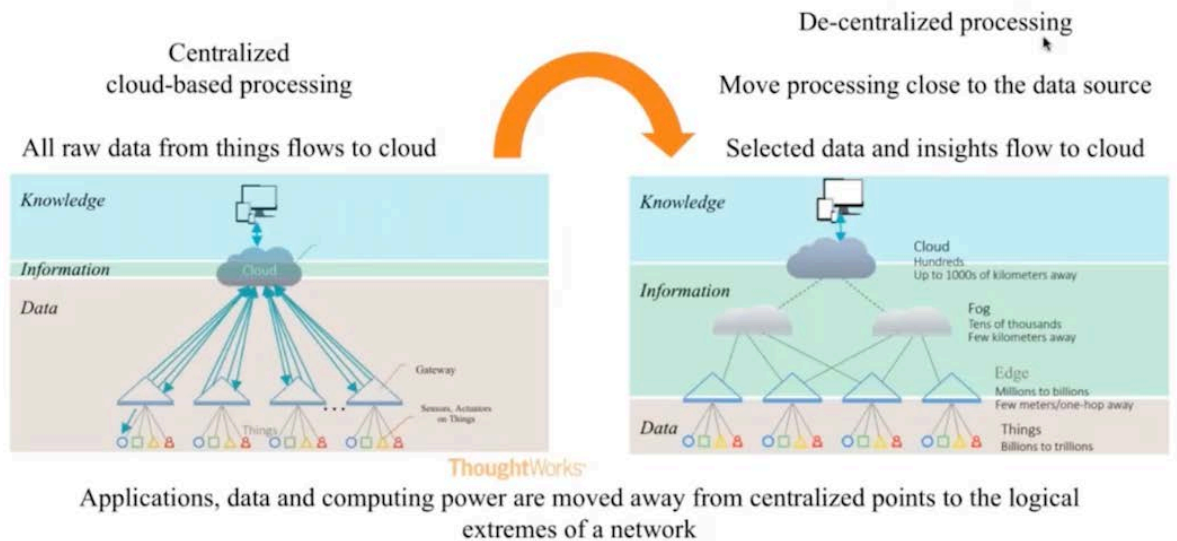 Centralized
cloud-based processing
All raw data from things flows to cloud
Knowledge
Information
Cloud
Data
Gateway
Sensors, Actuators
on Things
Things
De-centralized processing
Move processing close to the data source
Selected data and insights flow to cloud
Knowledge
Cloud
Hundreds
Up to 1000s of kilometers away
Information
Fog
Tens of thousands
Few kilometers away
Edge
Millions to billions
Few meters/one-hop away
Data
Things
Billions to trillions
ThoughtWorks
Applications, data and computing power are moved away from centralized points to the logical
extremes of a network